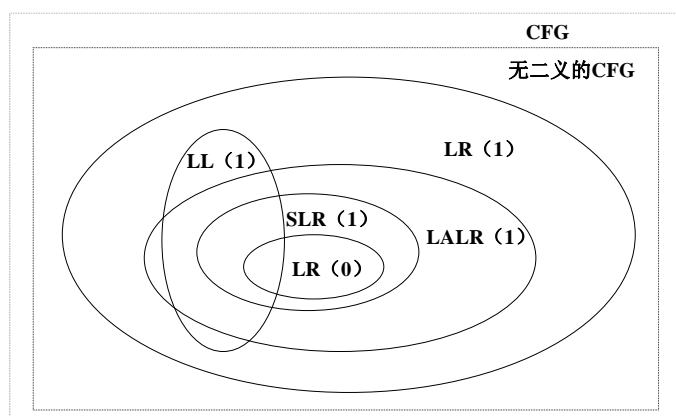 CFG
无二义的CFG
LR（1）
LL（1）
SLR（1）
LALR（1）
LR（0）